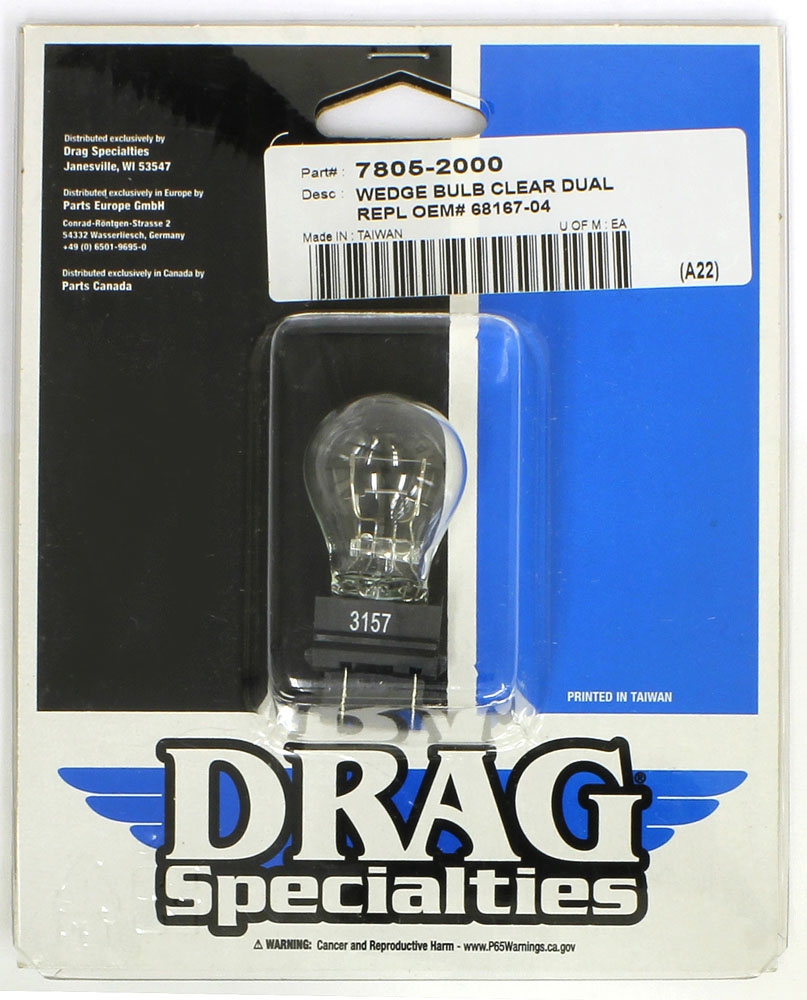 Distributed exclusively by
Drag Specialties
Janesville, WI 53547
Distributed exclusively in Europe by
Parts Europe GmbH
Conrad-Röntgen-Strasse 2
54332 Wasserliesch, Germany
+49 (0) 6501-9695-0
Distributed exclusively in Canada by
Parts Canada
Part# : 7805-2000
Desc : WEDGE BULB CLEAR DUAL
REPL OEM# 68167-04
Made IN : TAIWAN U OF M : EA
(A22)
3157
PRINTED IN TAIWAN
DRAG®
Specialties
⚠ WARNING: Cancer and Reproductive Harm - www.P65Warnings.ca.gov